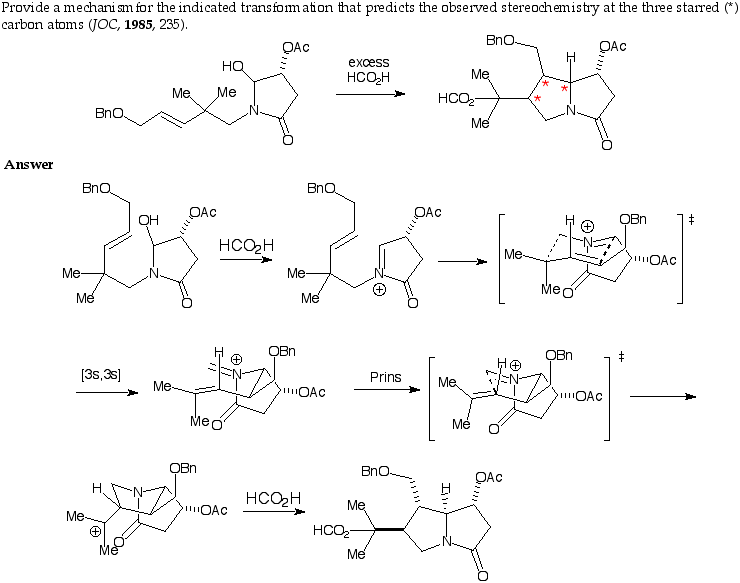 Provide a mechanism for the indicated transformation that predicts the observed stereochemistry at the three starred (*)
carbon atoms (JOC, 1985, 235).
OAc
HO
Me Me
BnO
N
O
excess
HCO2H
BnO
H
OAc
Me
HCO2
Me
*
*
*
N
O
Answer
BnO
OH
OAc
Me
Me
N
O
HCO2H
BnO
OAc
Me
Me
N
⊕
O
H
⊕
OBn
N
Me
OAc
Me
O
‡
[3s,3s]
H
⊕
OBn
N
Me
OAc
Me
O
Prins
H
⊕
OBn
N
Me
OAc
Me
O
‡
OBn
H
N
OAc
Me
⊕
O
Me
HCO2H
BnO
H
OAc
Me
HCO2
Me
N
O